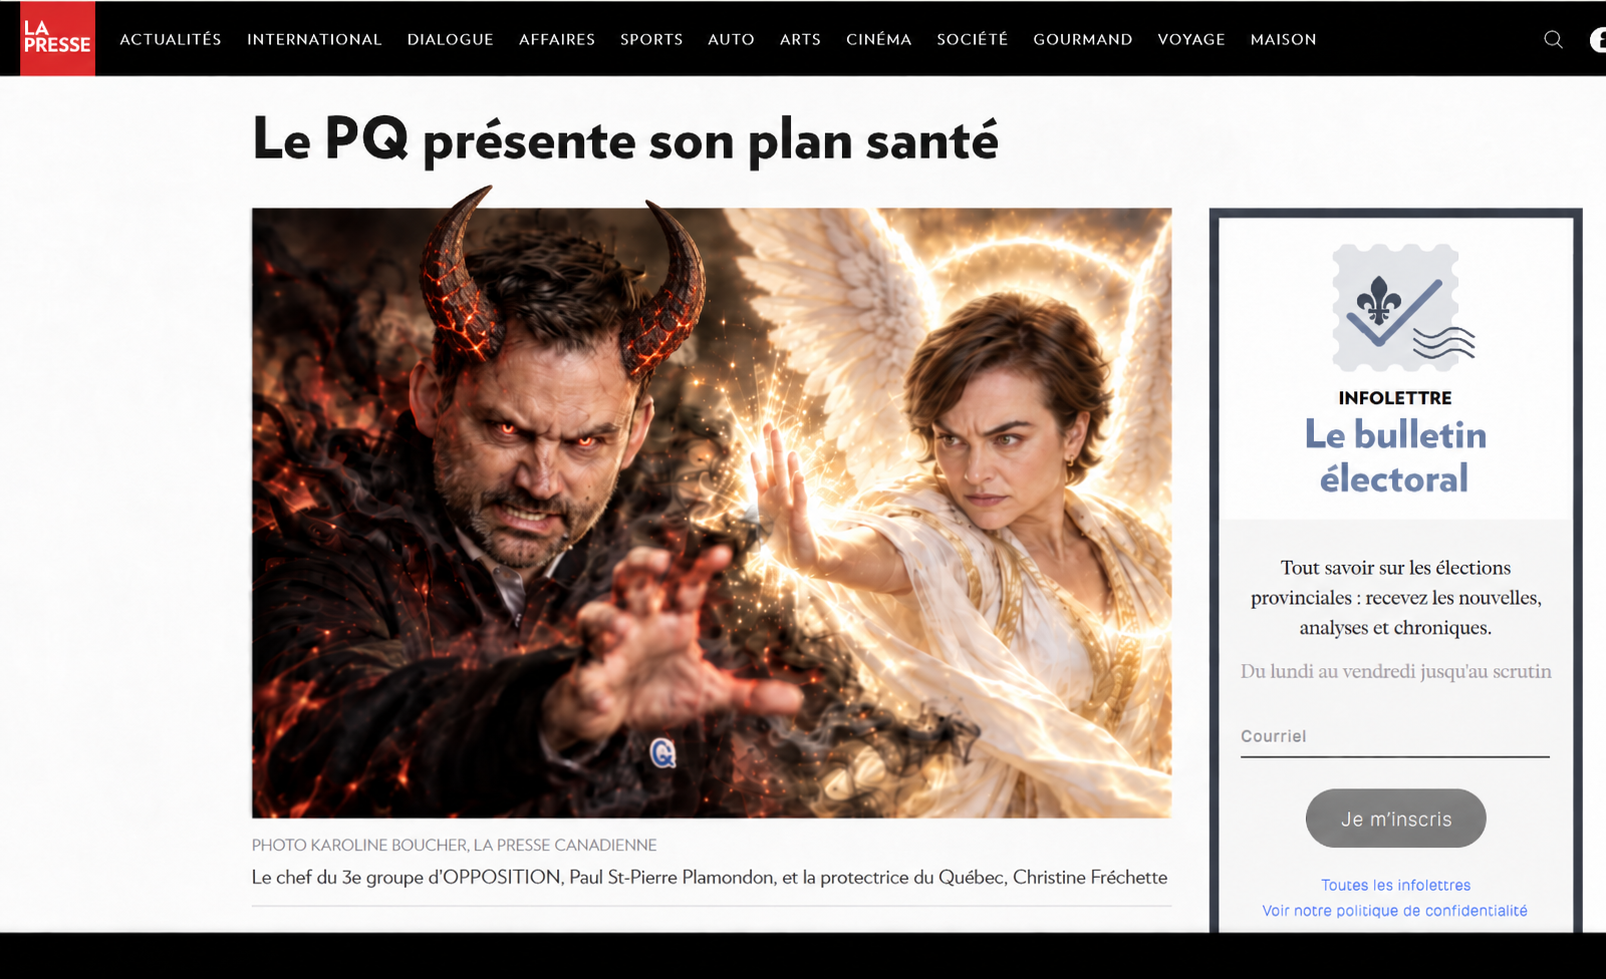 LA
PRESSE
ACTUALITÉS INTERNATIONAL DIALOGUE AFFAIRES SPORTS AUTO ARTS CINÉMA SOCIÉTÉ GOURMAND VOYAGE MAISON
Le PQ présente son plan santé
PHOTO KAROLINE BOUCHER, LA PRESSE CANADIENNE
Le chef du 3e groupe d'OPPOSITION, Paul St-Pierre Plamondon, et la protectrice du Québec, Christine Fréchette
INFOLETTRE
Le bulletin
électoral
Tout savoir sur les élections
provinciales : recevez les nouvelles,
analyses et chroniques.
Du lundi au vendredi jusqu'au scrutin
Courriel
Je m'inscris
Toutes les infolettres
Voir notre politique de confidentialité